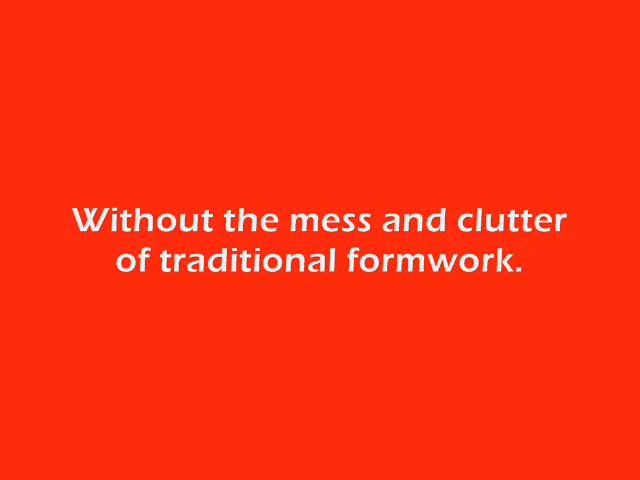 Without the mess and clutter
of traditional formwork.